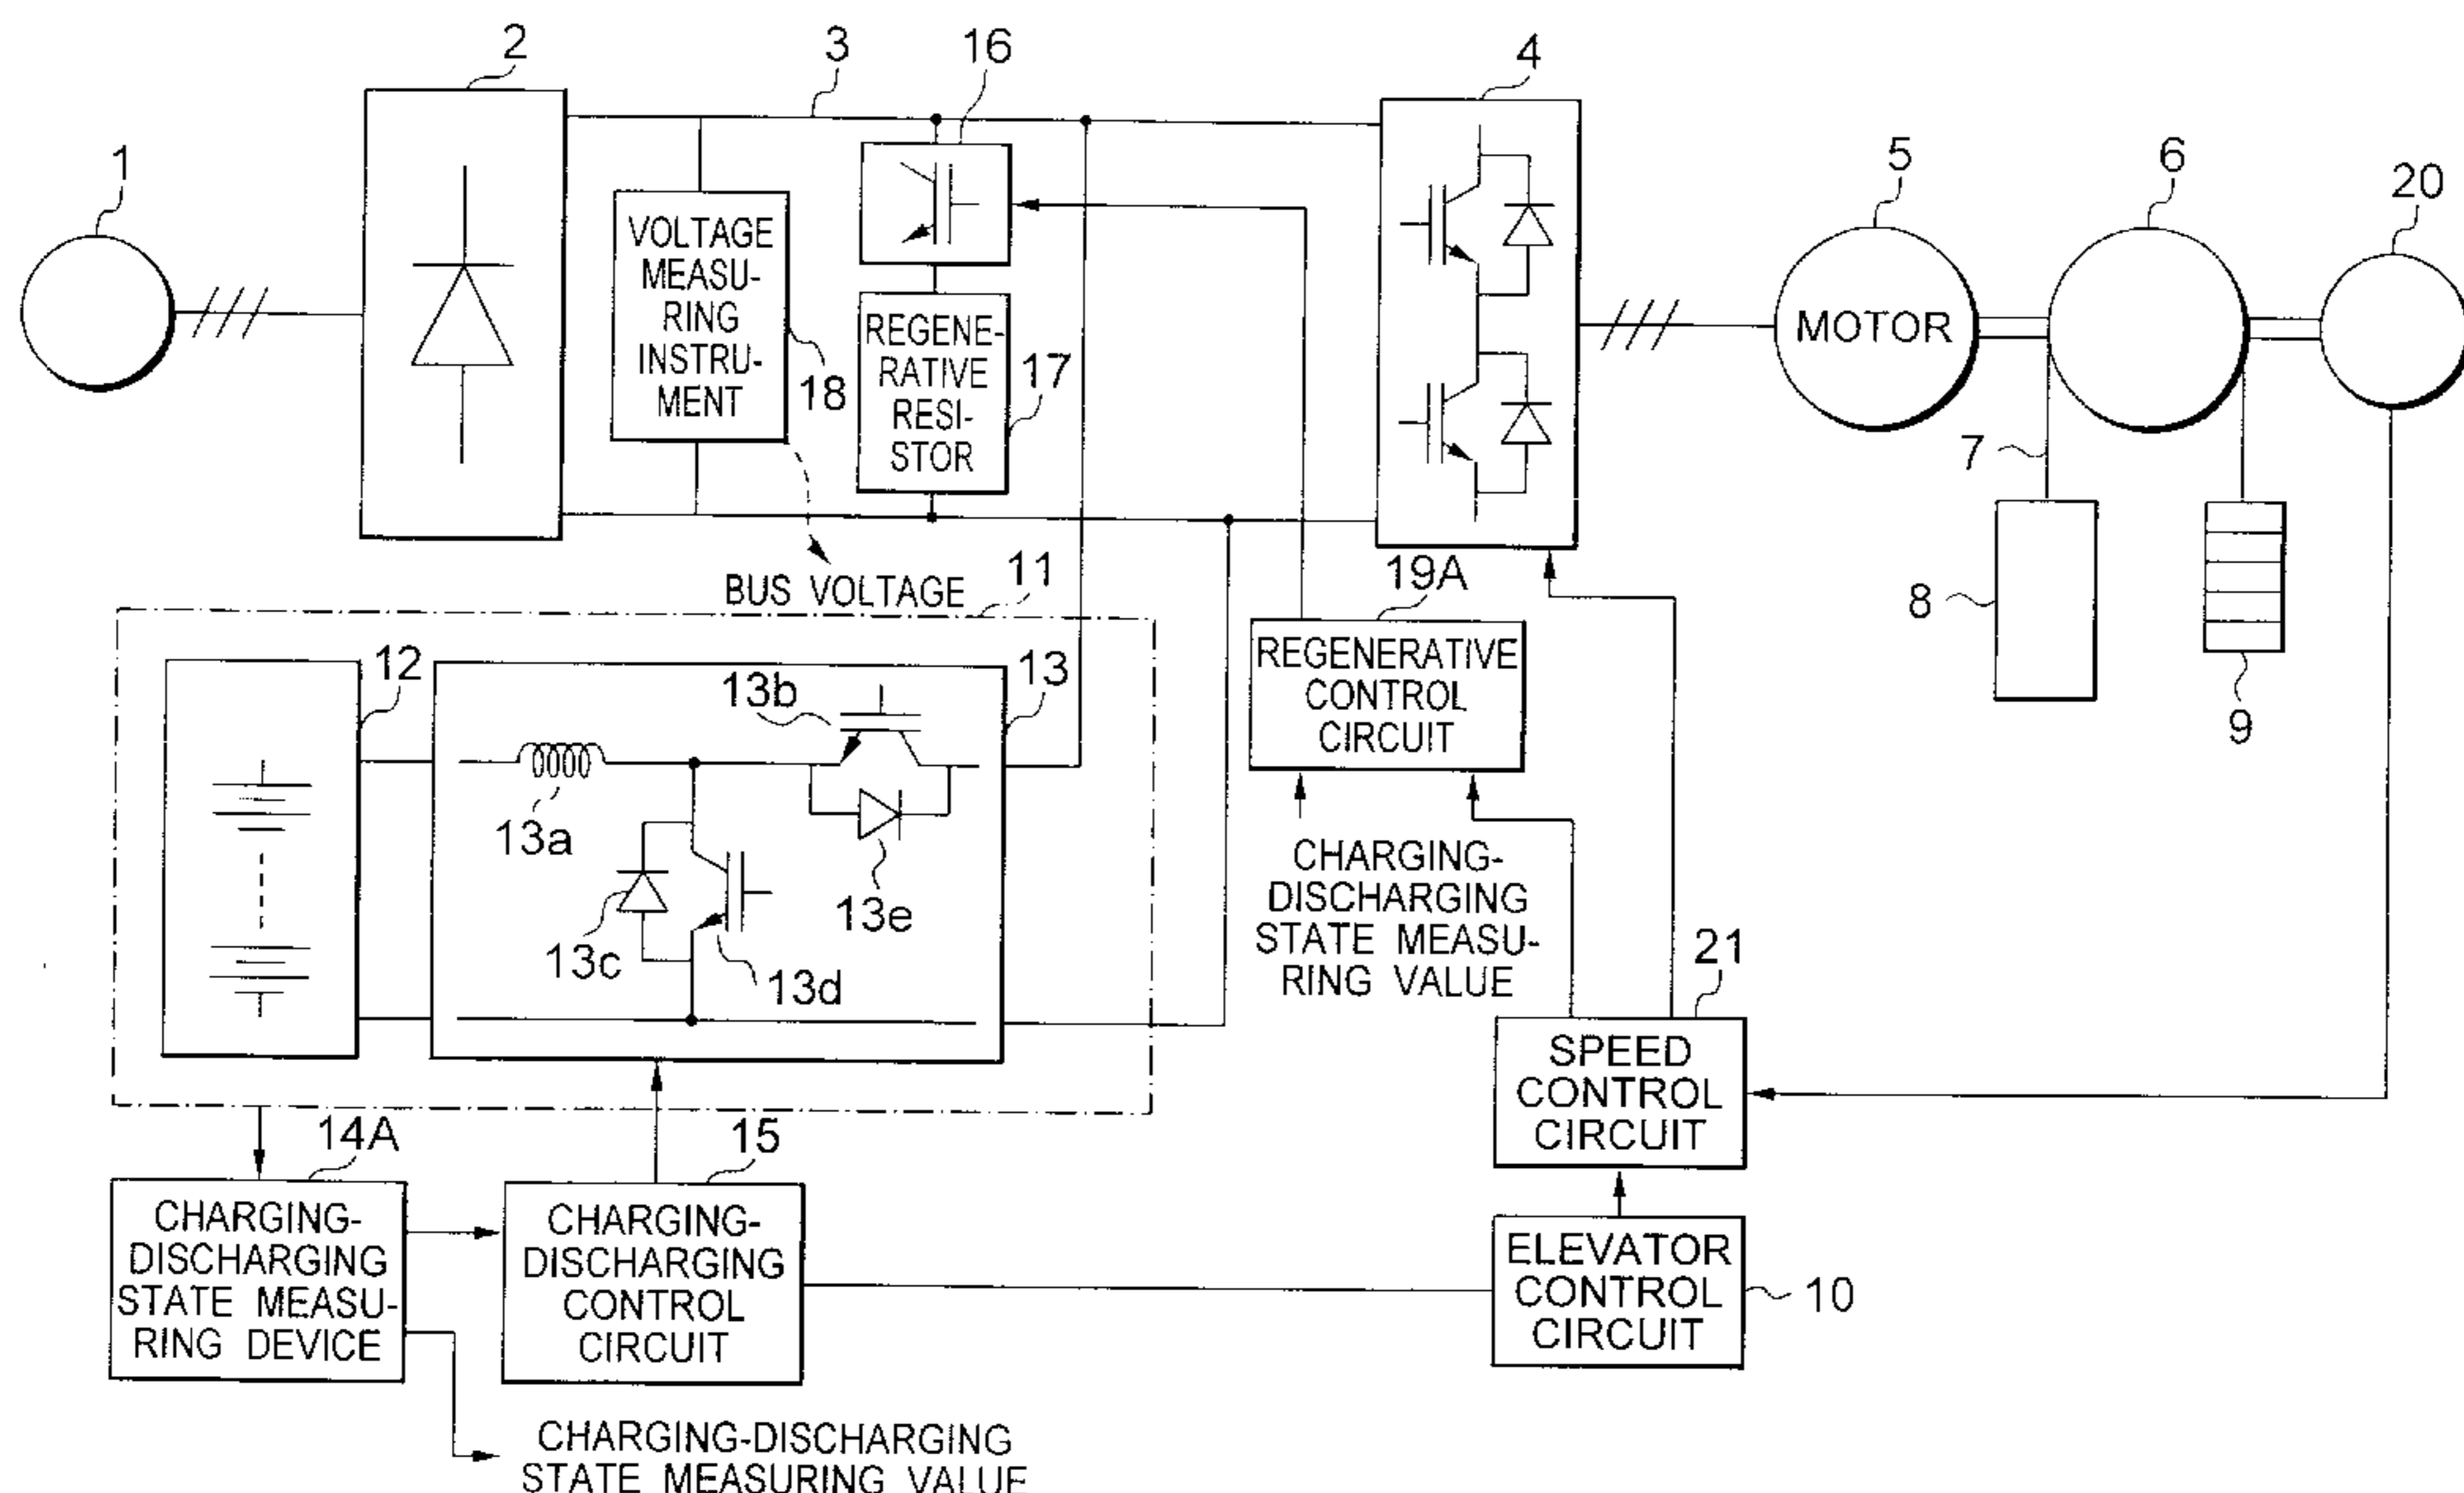 1
2
3
16
4
5
6
20
VOLTAGE
MEASU-
RING
INSTRU-
MENT
18
REGENE-
RATIVE
RESI-
STOR
17
MOTOR
7
8
9
BUS VOLTAGE
11
19A
REGENERATIVE
CONTROL
CIRCUIT
12
13
13b
13a
13e
13c
13d
CHARGING-
DISCHARGING
STATE MEASU-
RING VALUE
21
SPEED
CONTROL
CIRCUIT
14A
15
CHARGING-
DISCHARGING
STATE MEASU-
RING DEVICE
CHARGING-
DISCHARGING
CONTROL
CIRCUIT
ELEVATOR
CONTROL
CIRCUIT
10
CHARGING-DISCHARGING
STATE MEASURING VALUE